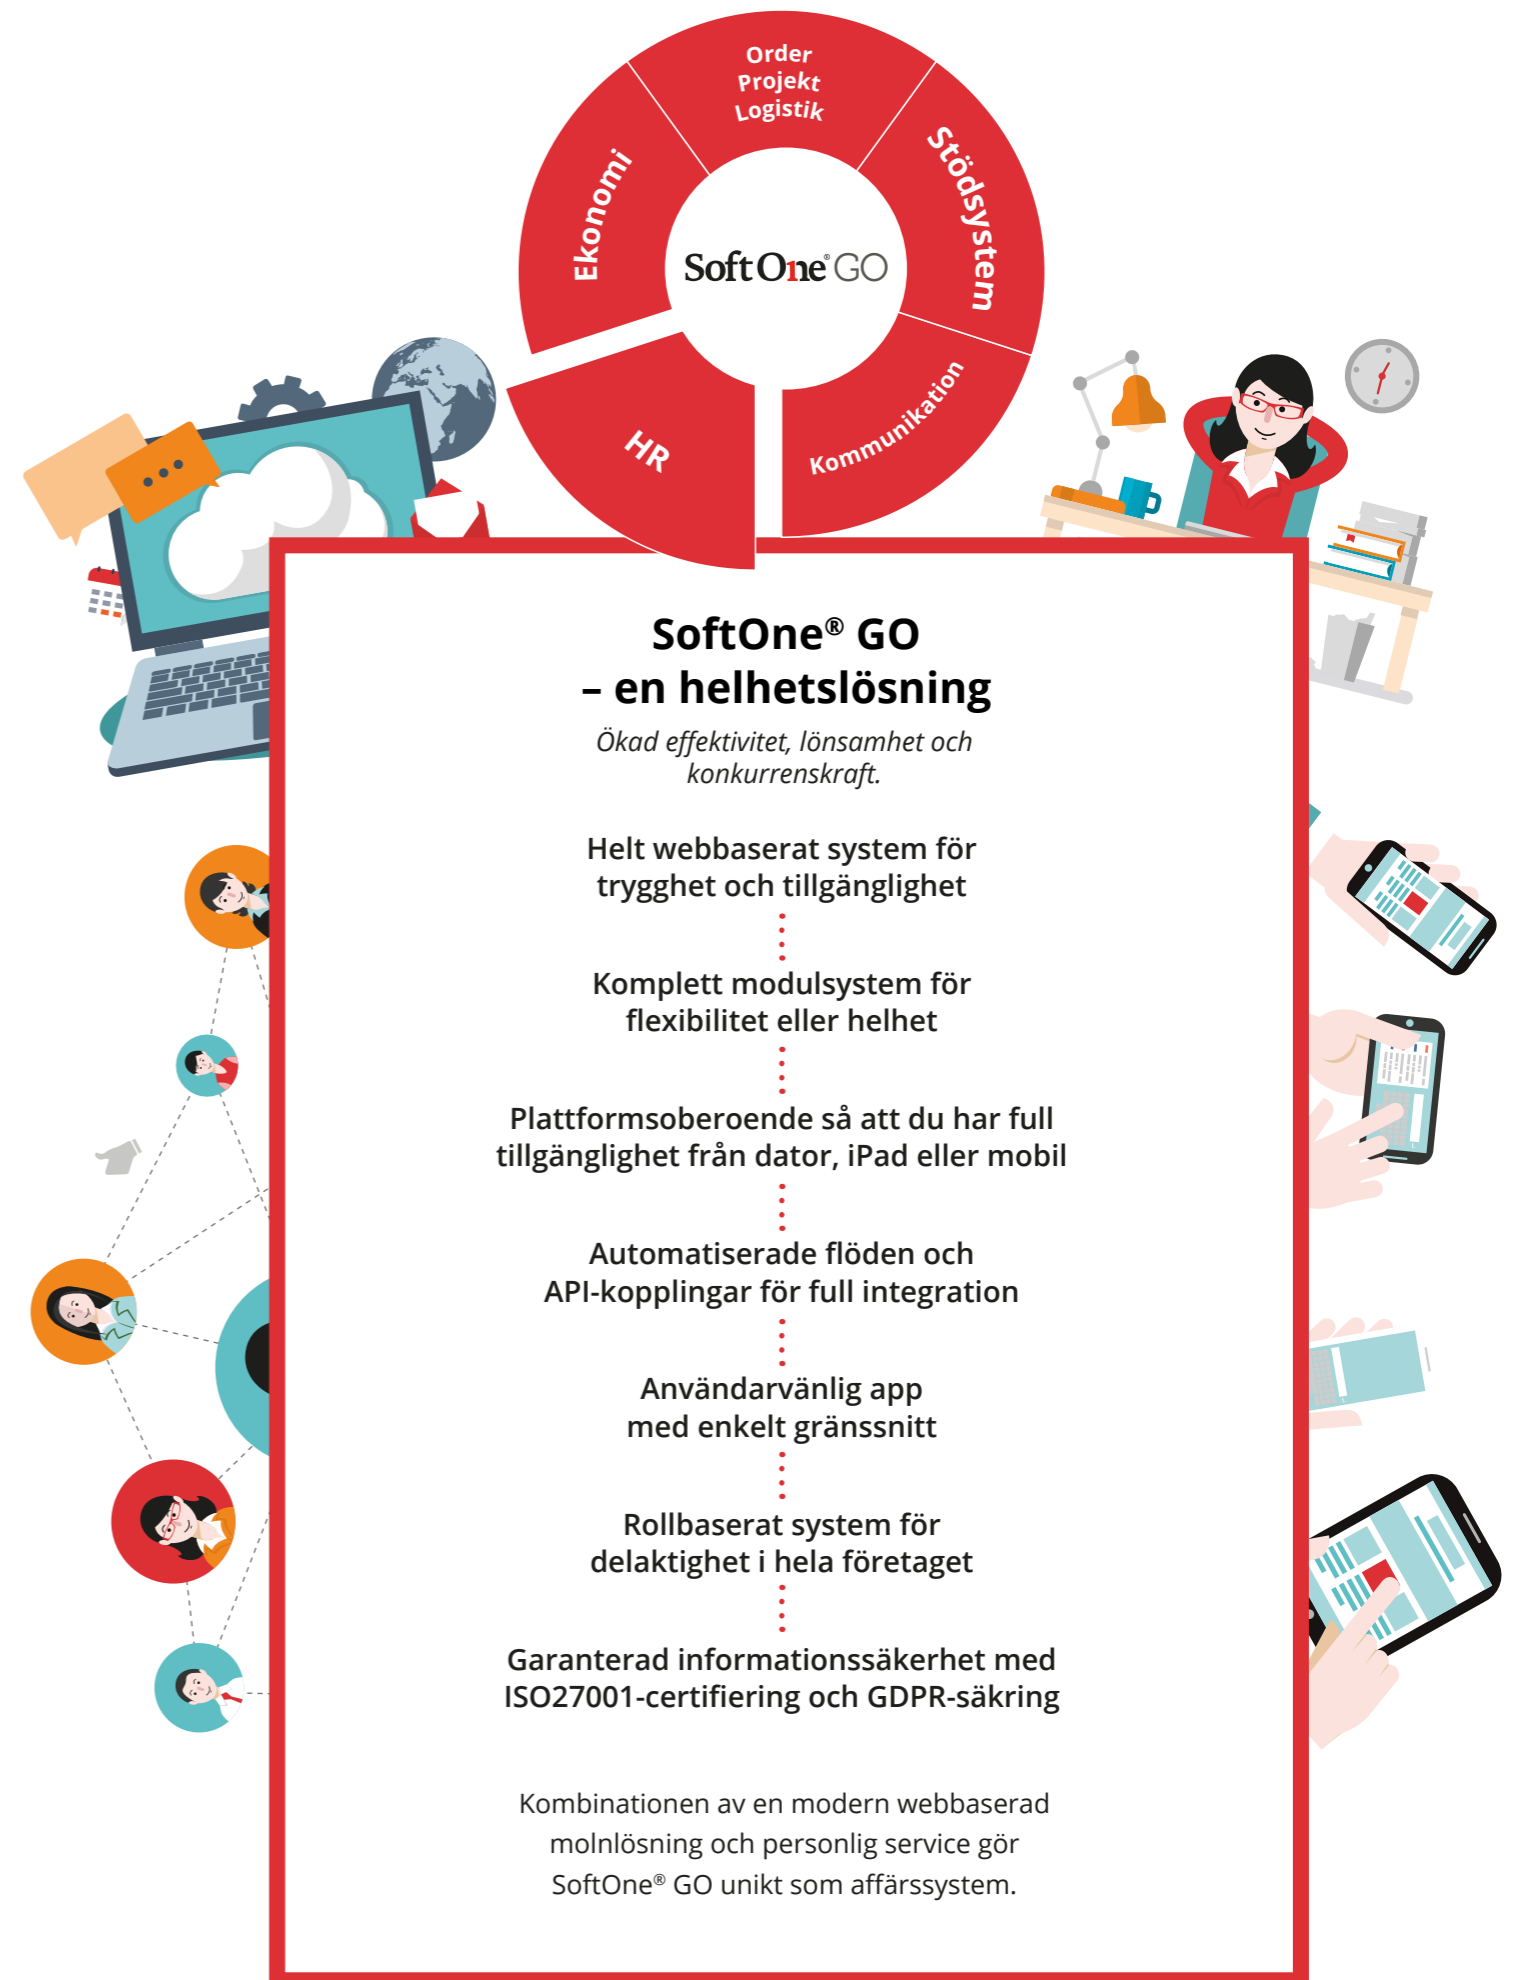 Order
Projekt
Logistik
Ekonomi
Stödsystem
SoftOne® GO
HR
Kommunikation
SoftOne® GO
– en helhetslösning
Ökad effektivitet, lönsamhet och
konkurrenskraft.
Helt webbaserat system för
trygghet och tillgänglighet
Komplett modulsystem för
flexibilitet eller helhet
Plattformsoberoende så att du har full
tillgänglighet från dator, iPad eller mobil
Automatiserade flöden och
API-kopplingar för full integration
Användarvänlig app
med enkelt gränssnitt
Rollbaserat system för
delaktighet i hela företaget
Garanterad informationssäkerhet med
ISO27001-certifiering och GDPR-säkring
Kombinationen av en modern webbaserad
molnlösning och personlig service gör
SoftOne® GO unikt som affärssystem.